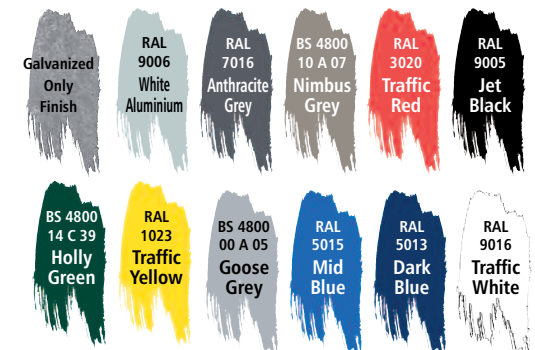 Galvanized
Only
Finish
RAL
9006
White
Aluminium
RAL
7016
Anthracite
Grey
BS 4800
10 A 07
Nimbus
Grey
RAL
3020
Traffic
Red
RAL
9005
Jet
Black
BS 4800
14 C 39
Holly
Green
RAL
1023
Traffic
Yellow
BS 4800
00 A 05
Goose
Grey
RAL
5015
Mid
Blue
RAL
5013
Dark
Blue
RAL
9016
Traffic
White